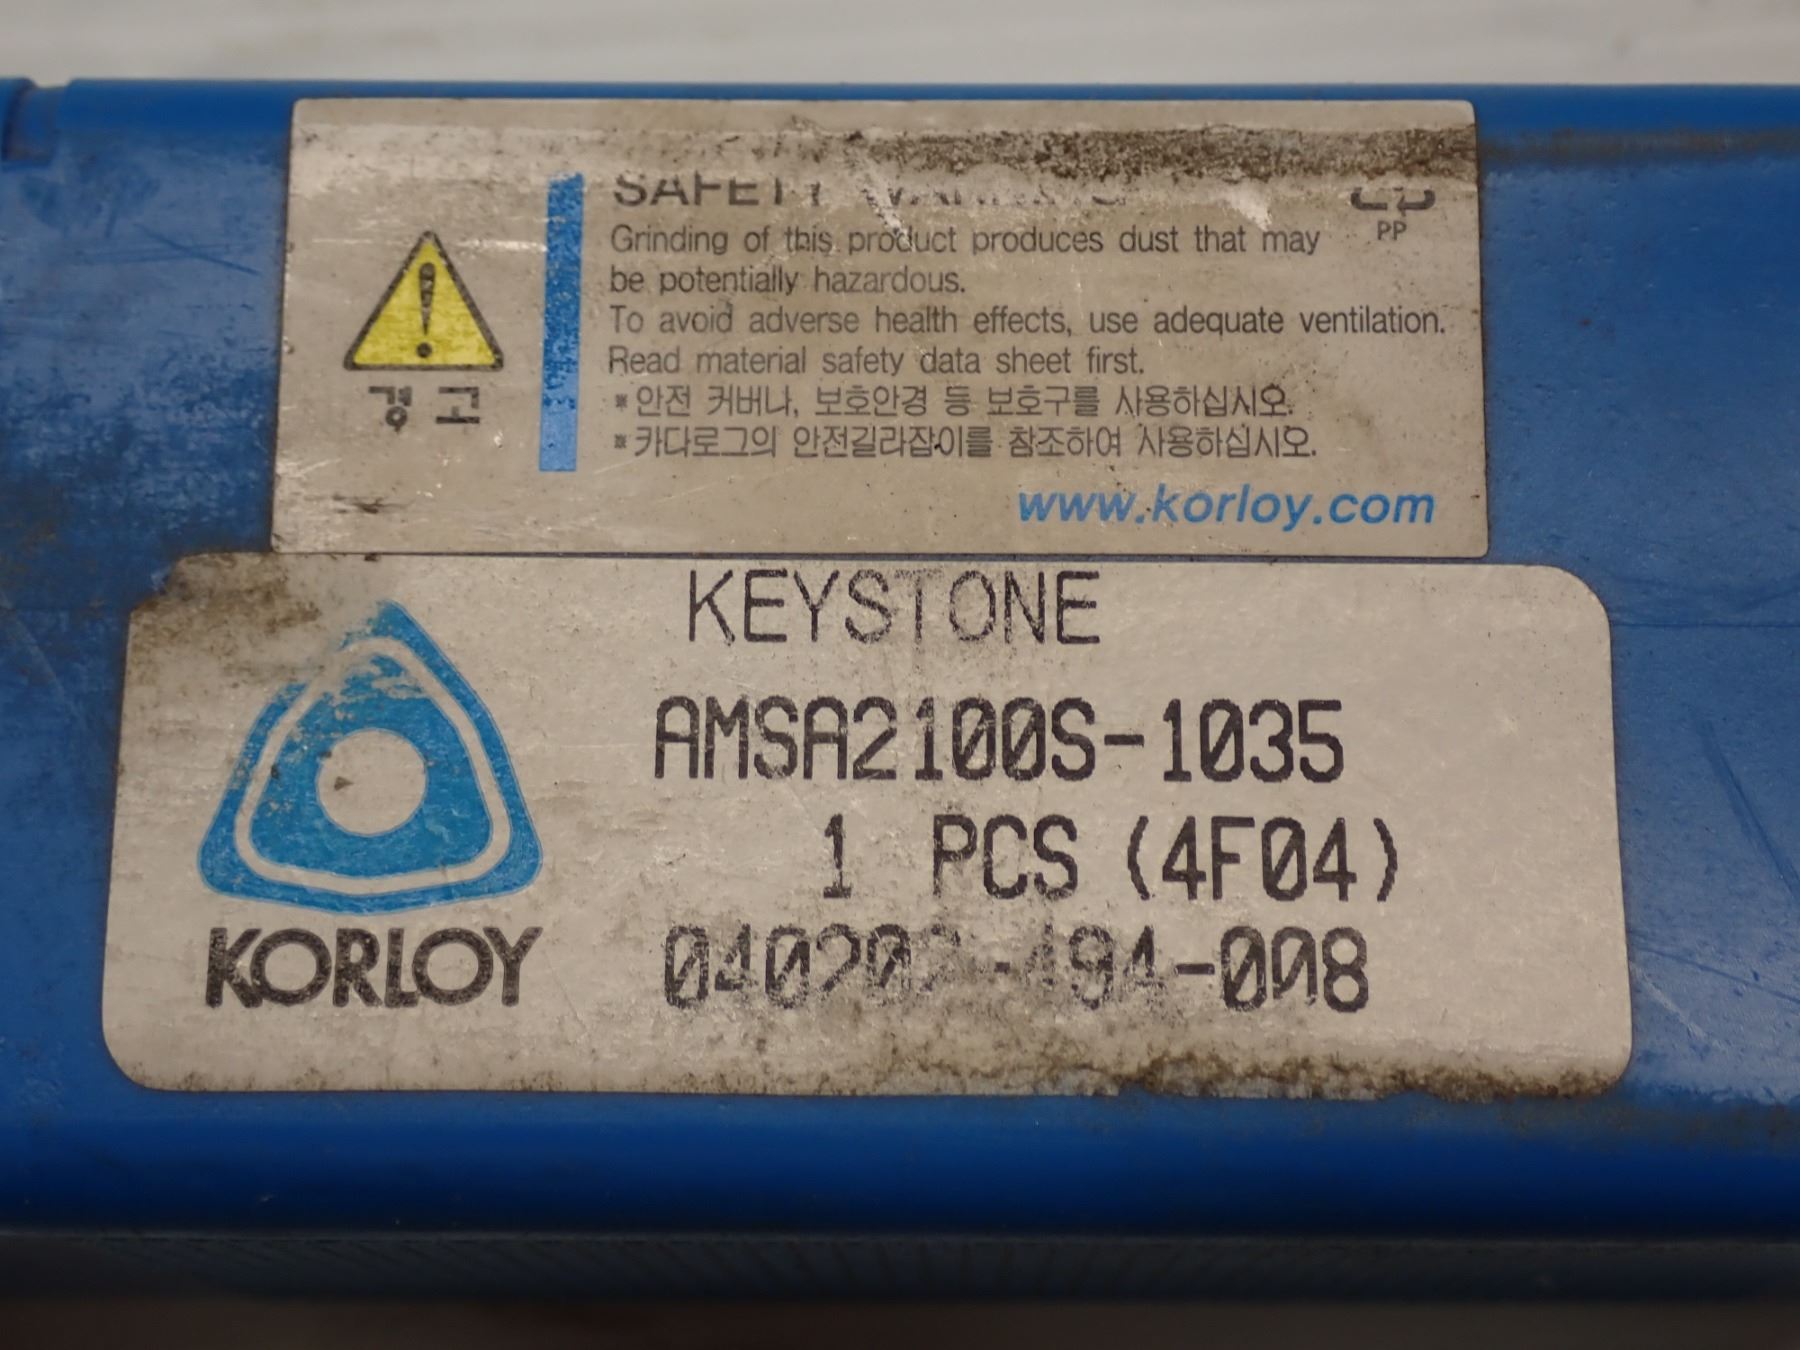 SAFETY WARNING
PP
Grinding of this product produces dust that may
be potentially hazardous.
To avoid adverse health effects, use adequate ventilation.
Read material safety data sheet first.
경 고
※ 안전 커버나, 보호안경 등 보호구를 사용하십시오.
※ 카다로그의 안전길라잡이를 참조하여 사용하십시오.
www.korloy.com
KEYSTONE
AMSA2100S-1035
1 PCS (4F04)
KORLOY